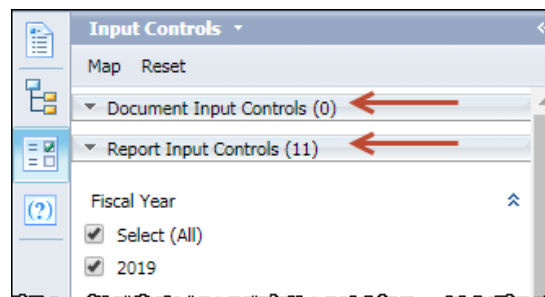 Input Controls
Map Reset
Document Input Controls (0)
Report Input Controls (11)
Fiscal Year
Select (All)
2019
(?)